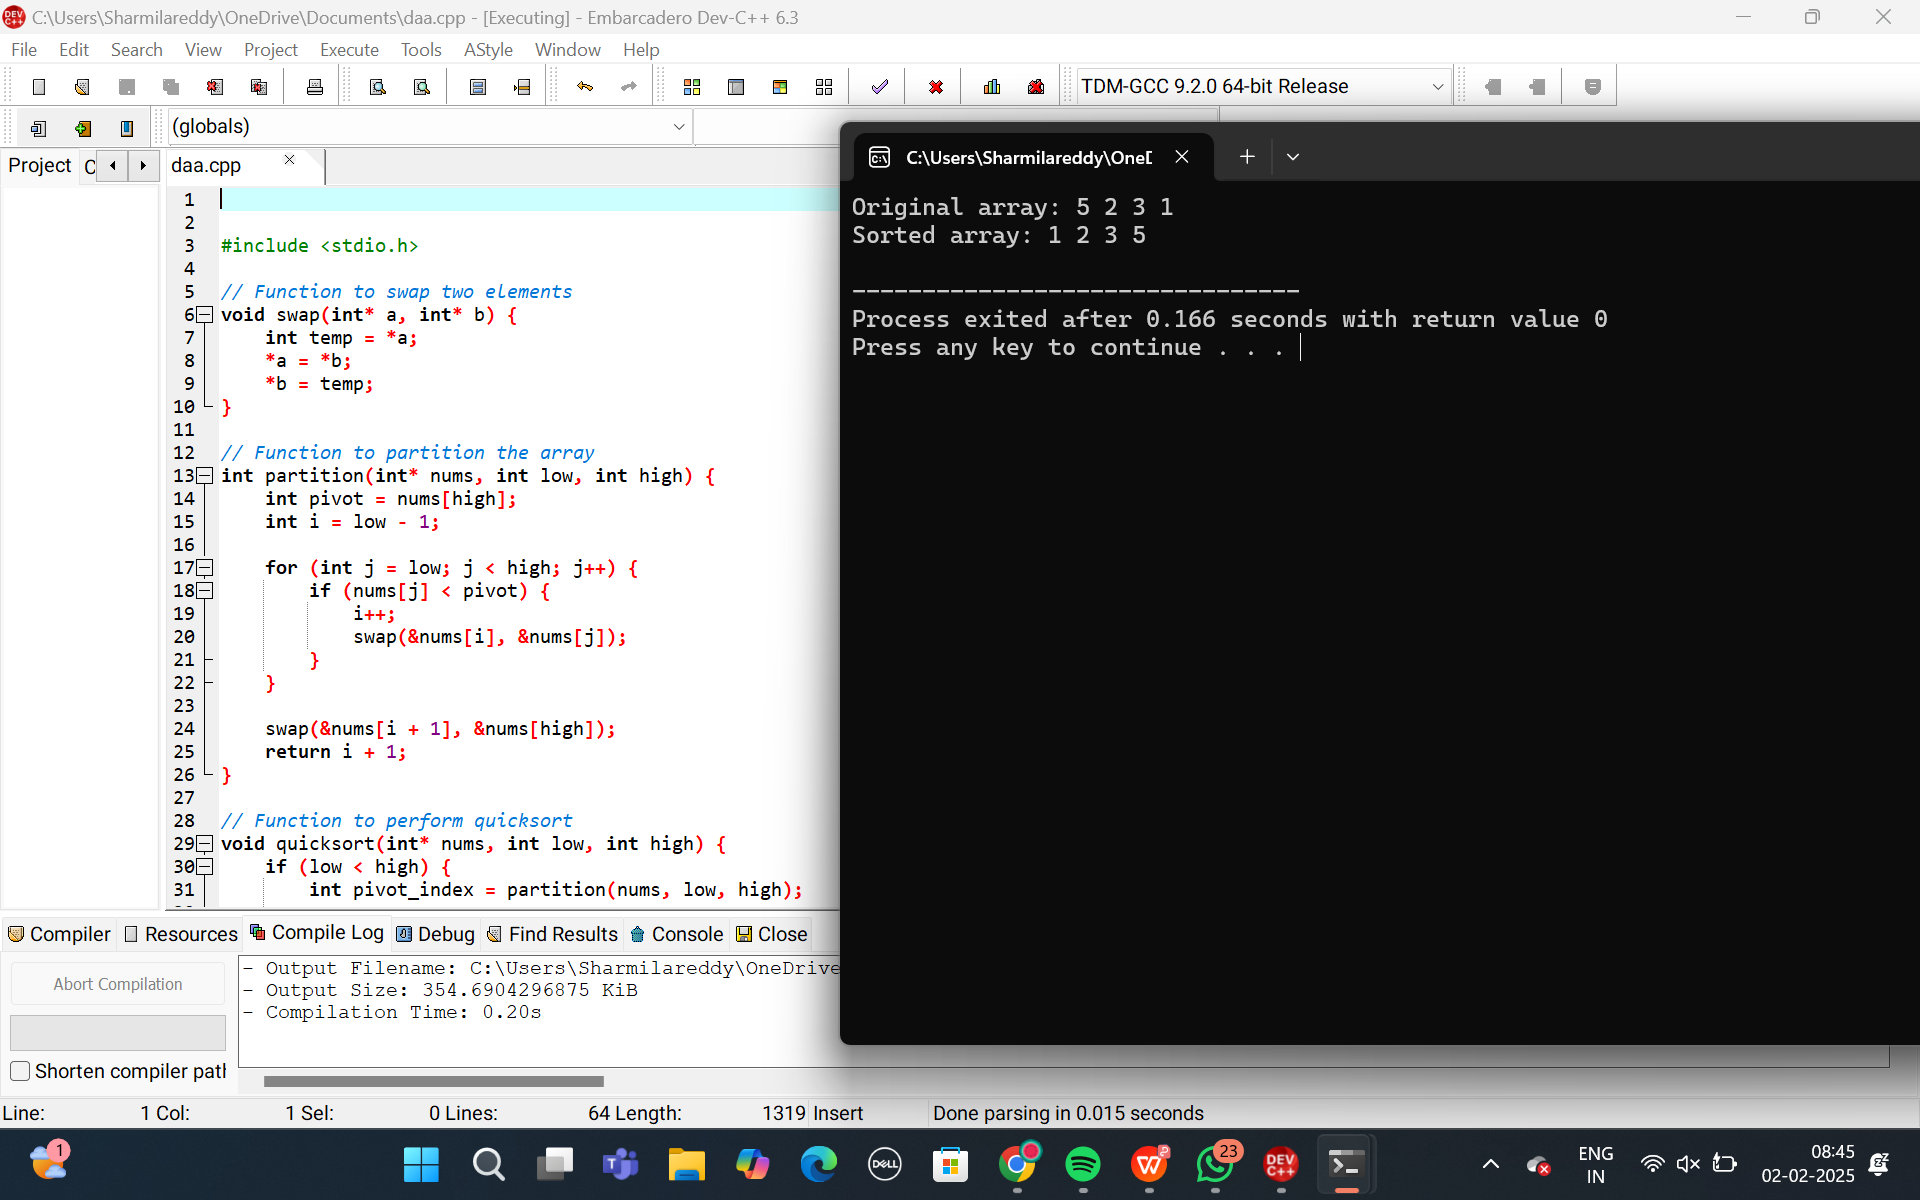 C:\Users\Sharmilareddy\OneDrive\Documents\daa.cpp - [Executing] - Embarcadero Dev-C++ 6.3
File Edit Search View Project Execute Tools AStyle Window Help
TDM-GCC 9.2.0 64-bit Release
(globals)
Project
daa.cpp
1
2
3 #include <stdio.h>
4
5 // Function to swap two elements
6 void swap(int* a, int* b) {
7 int temp = *a;
8 *a = *b;
9 *b = temp;
10 }
11
12 // Function to partition the array
13 int partition(int* nums, int low, int high) {
14 int pivot = nums[high];
15 int i = low - 1;
16
17 for (int j = low; j < high; j++) {
18 if (nums[j] < pivot) {
19 i++;
20 swap(&nums[i], &nums[j]);
21 }
22 }
23
24 swap(&nums[i + 1], &nums[high]);
25 return i + 1;
26 }
27
28 // Function to perform quicksort
29 void quicksort(int* nums, int low, int high) {
30 if (low < high) {
31 int pivot_index = partition(nums, low, high);
C:\Users\Sharmilareddy\One
Original array: 5 2 3 1
Sorted array: 1 2 3 5
--------------------------------
Process exited after 0.166 seconds with return value 0
Press any key to continue . . .
Compiler Resources Compile Log Debug Find Results Console Close
Abort Compilation
Shorten compiler pat
- Output Filename: C:\Users\Sharmilareddy\OneDrive
- Output Size: 354.6904296875 KiB
- Compilation Time: 0.20s
Line: 1 Col: 1 Sel: 0 Lines: 64 Length: 1319 Insert Done parsing in 0.015 seconds
1
DELL
23
DEV C++
ENG
IN
08:45
02-02-2025